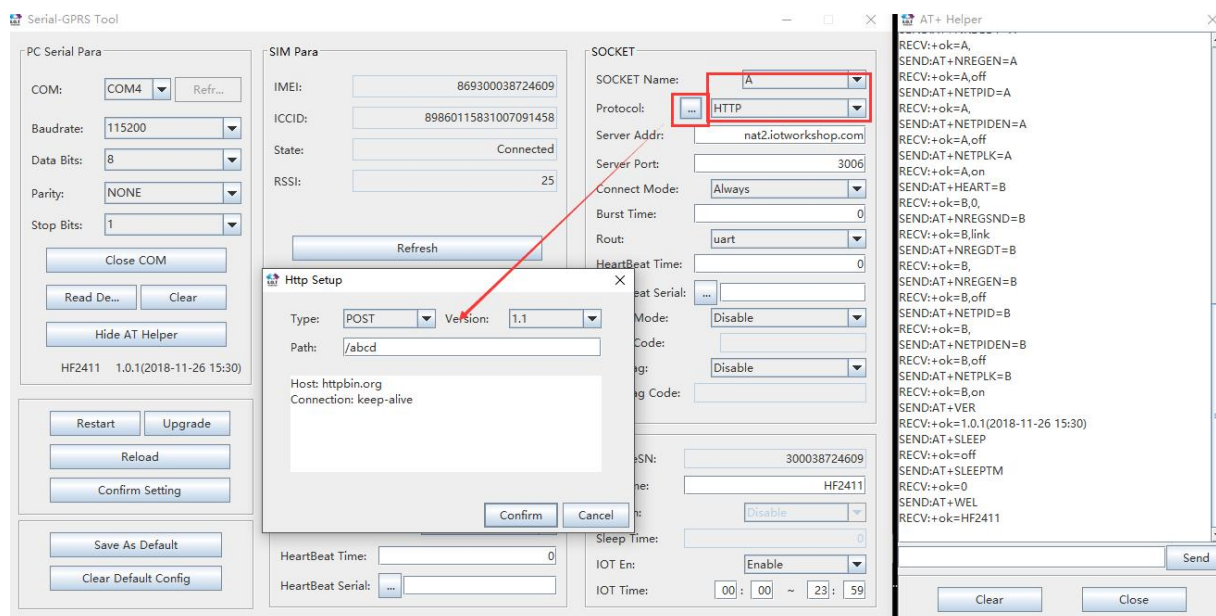 Serial-GPRS Tool
PC Serial Para
COM: COM4 Refr...
Baudrate: 115200
Data Bits: 8
Parity: NONE
Stop Bits: 1
Close COM
Read De... Clear
Hide AT Helper
HF2411 1.0.1(2018-11-26 15:30)
Restart Upgrade
Reload
Confirm Setting
Save As Default
Clear Default Config
SIM Para
IMEI: 869300038724609
ICCID: 89860115831007091458
State: Connected
RSSI: 25
Refresh
Http Setup
Type: POST Version: 1.1
Path: /abcd
Host: httpbin.org
Connection: keep-alive
Confirm Cancel
HeartBeat Time: 0
HeartBeat Serial: ...
SOCKET
SOCKET Name: A
Protocol: ... HTTP
Server Addr: nat2.iotworkshop.com
Server Port: 3006
Connect Mode: Always
Burst Time: 0
Rout: uart
HeartBeat Time: 0
eat Serial: ...
Mode: Disable
Code:
ag: Disable
ag Code:
eSN: 300038724609
ne: HF2411
Disable
Sleep Time: 0
IOT En: Enable
IOT Time: 00 : 00 ~ 23 : 59
AT+ Helper
RECV:+ok=A,
SEND:AT+NREGEN=A
RECV:+ok=A,off
SEND:AT+NETPID=A
RECV:+ok=A,
SEND:AT+NETPIDEN=A
RECV:+ok=A,off
SEND:AT+NETPLK=A
RECV:+ok=A,on
SEND:AT+HEART=B
RECV:+ok=B,0,
SEND:AT+NREGSND=B
RECV:+ok=B,link
SEND:AT+NREGDT=B
RECV:+ok=B,
SEND:AT+NREGEN=B
RECV:+ok=B,off
SEND:AT+NETPID=B
RECV:+ok=B,
SEND:AT+NETPIDEN=B
RECV:+ok=B,off
SEND:AT+NETPLK=B
RECV:+ok=B,on
SEND:AT+VER
RECV:+ok=1.0.1(2018-11-26 15:30)
SEND:AT+SLEEP
RECV:+ok=off
SEND:AT+SLEEPTM
RECV:+ok=0
SEND:AT+WEL
RECV:+ok=HF2411
Send
Clear Close